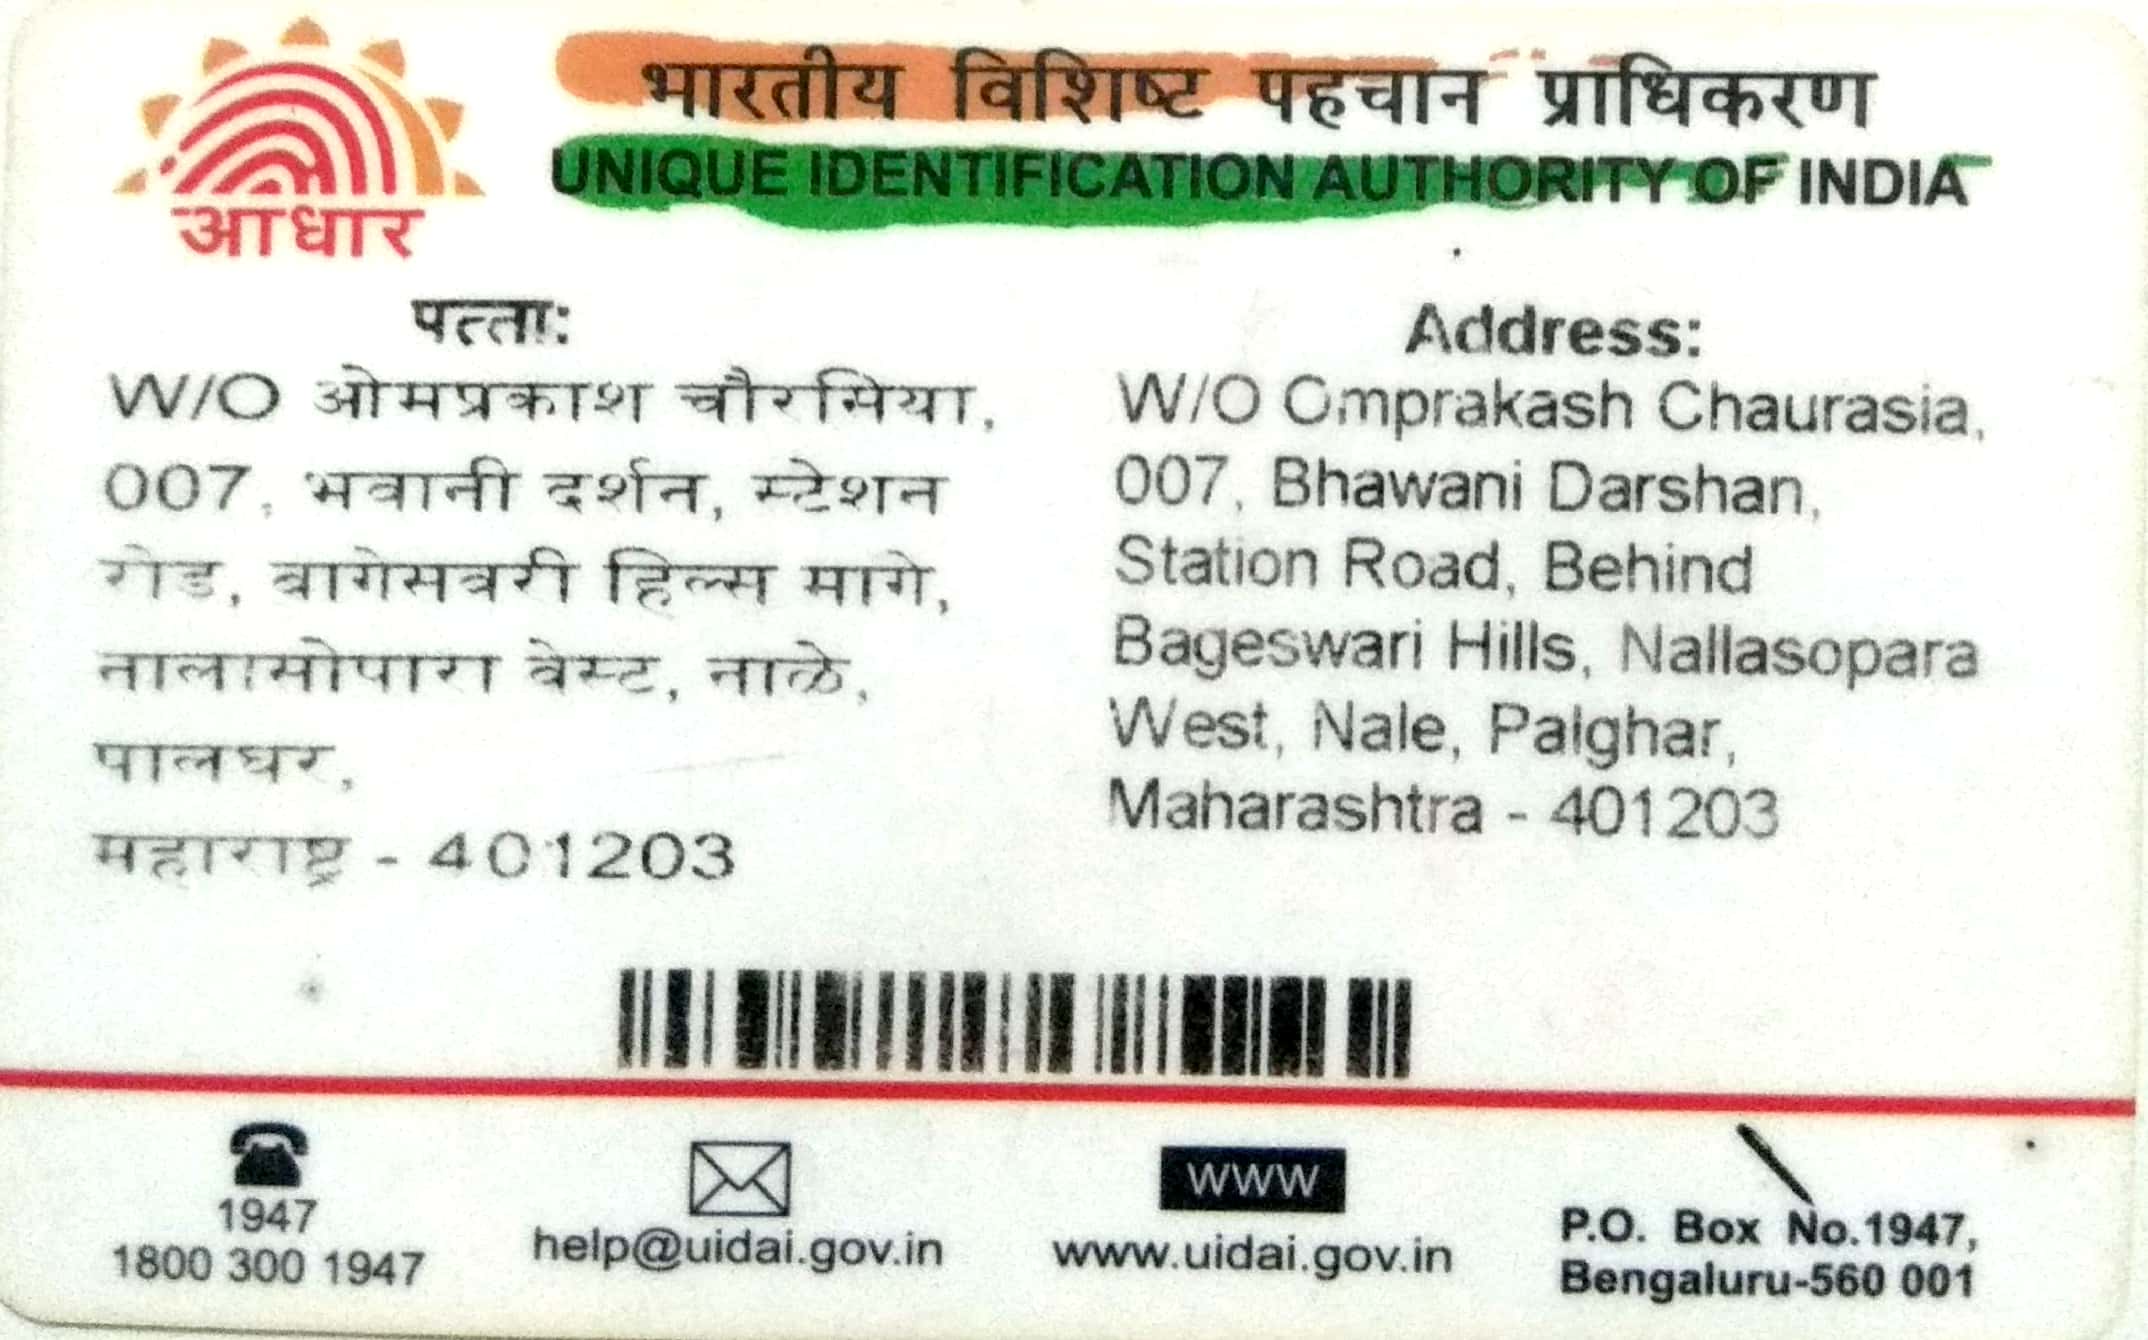 भारतीय विशिष्ट पहचान प्राधिकरण
UNIQUE IDENTIFICATION AUTHORITY OF INDIA
आधार
पत्ता:
W/O ओमप्रकाश चौरसिया,
007, भवानी दर्शन, स्टेशन
रोड, वागेसवरी हिल्स मागे,
नालासोपारा वेस्ट, नाळे,
पालघर,
महाराष्ट्र - 401203
Address:
W/O Omprakash Chaurasia,
007, Bhawani Darshan,
Station Road, Behind
Bageswari Hills, Nallasopara
West, Nale, Palghar,
Maharashtra - 401203
1947
1800 300 1947
help@uidai.gov.in
WWW
www.uidai.gov.in
P.O. Box No.1947,
Bengaluru-560 001